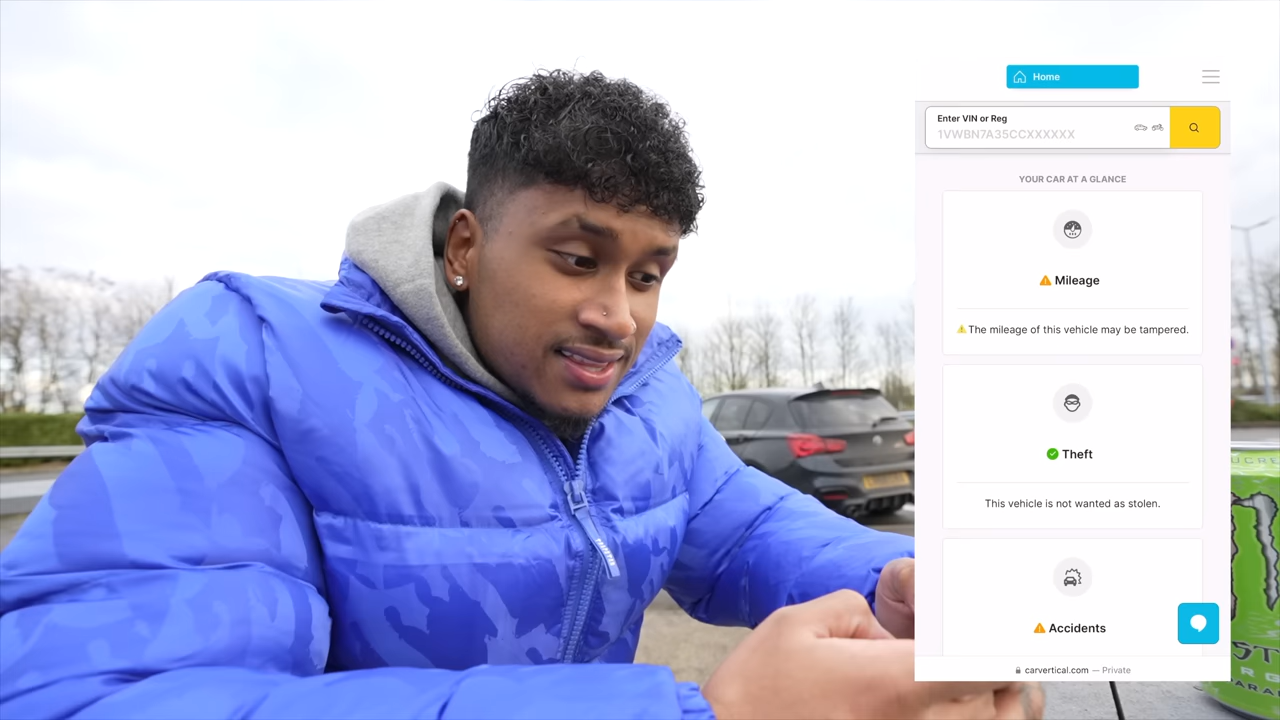 Home
Enter VIN or Reg
1VWBN7A35CCXXXXXX
YOUR CAR AT A GLANCE
Mileage
The mileage of this vehicle may be tampered.
Theft
This vehicle is not wanted as stolen.
Accidents
carvertical.com — Private